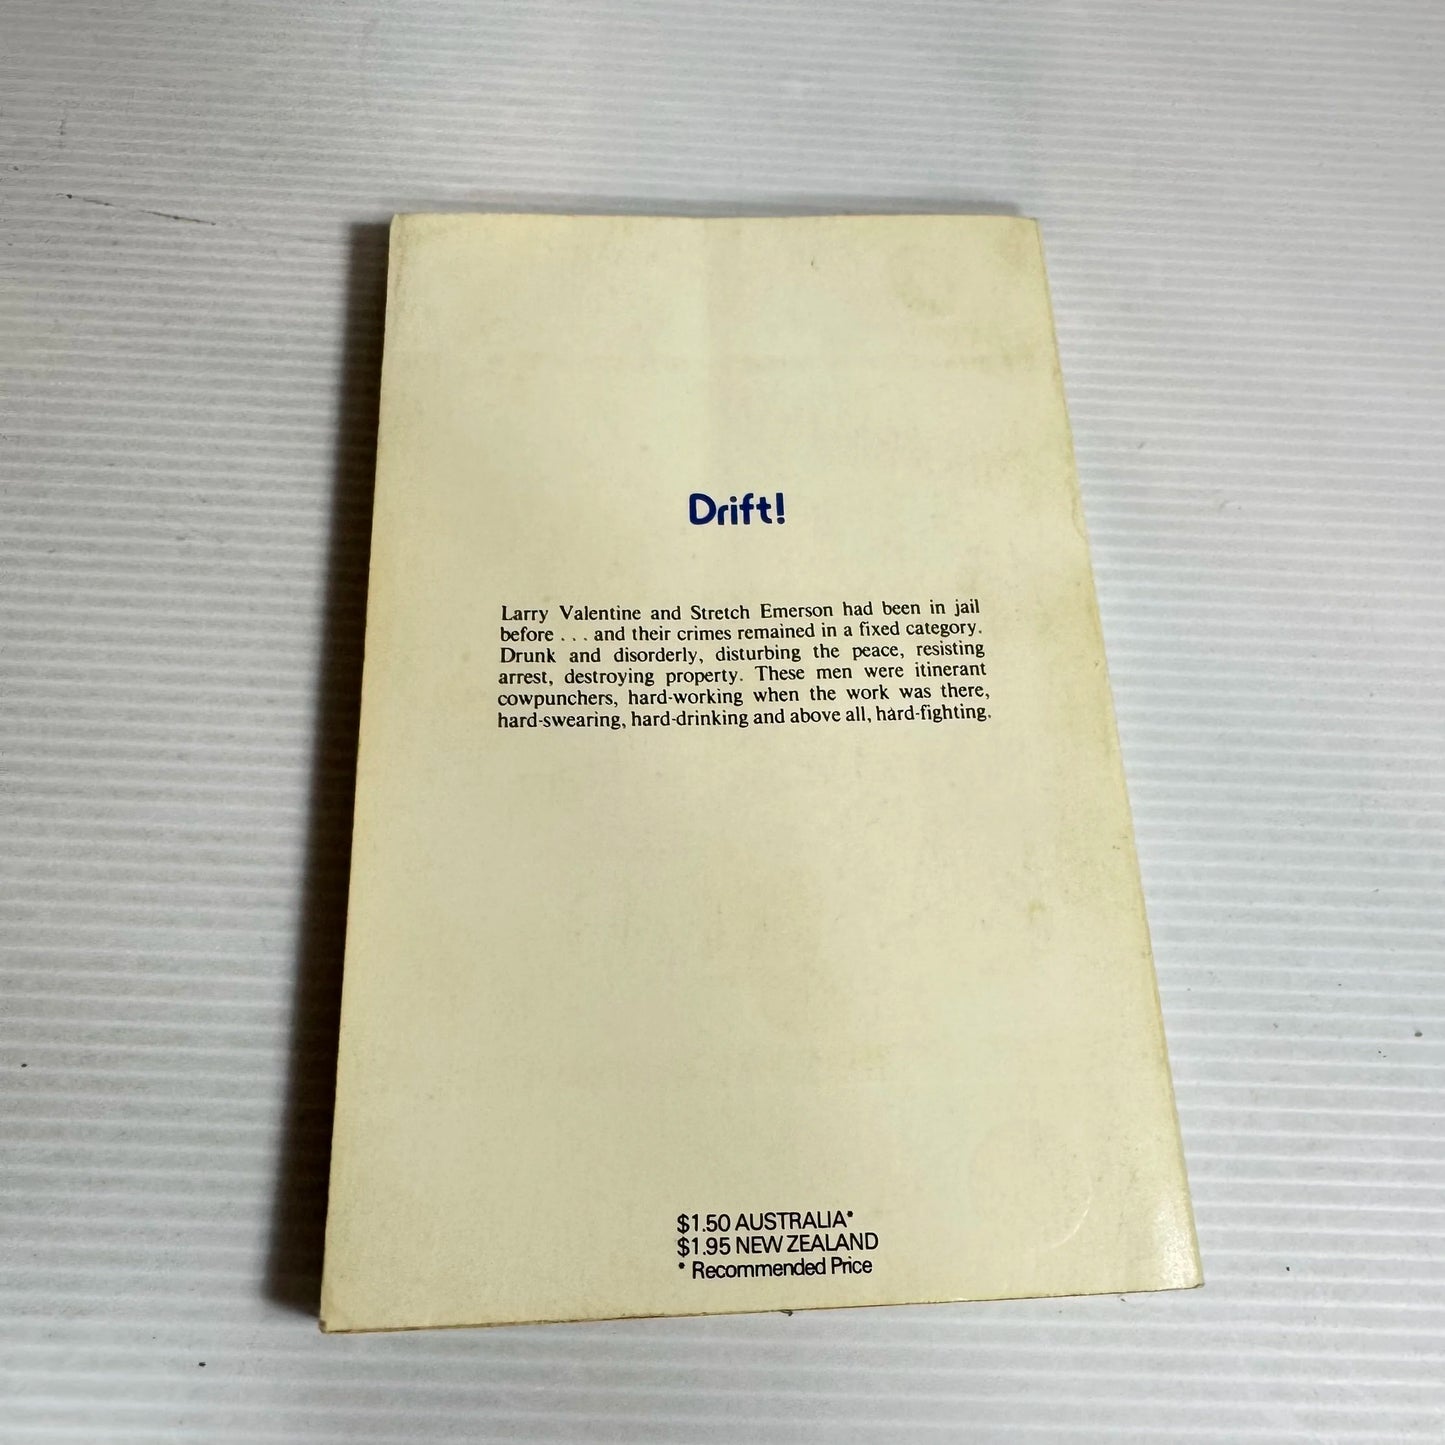 Drift!
Larry Valentine and Stretch Emerson had been in jail
before . . . and their crimes remained in a fixed category.
Drunk and disorderly, disturbing the peace, resisting
arrest, destroying property. These men were itinerant
cowpunchers, hard-working when the work was there,
hard-swearing, hard-drinking and above all, hard-fighting.
$1.50 AUSTRALIA*
$1.95 NEW ZEALAND
* Recommended Price